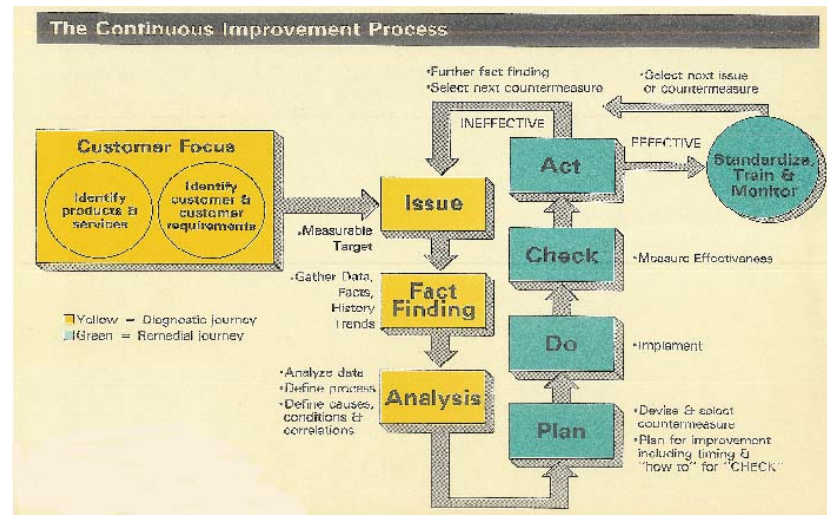 The Continuous Improvement Process
•Further fact finding
•Select next countermeasure
•Select next issue
or countermeasure
INEFFECTIVE
EFFECTIVE
Customer Focus
Identify
products &
services
Identify
customer &
customer
requirements
Issue
•Measurable
Target
Act
Standardize,
Train &
Monitor
Check
•Measure Effectiveness
•Gather Data,
Facts,
History
Trends
Fact
Finding
Yellow = Diagnostic journey
Green = Remedial journey
Do
•Implement
•Analyze data
•Define process
•Define causes,
conditions &
correlations
Analysis
Plan
•Devise & select
countermeasure
•Plan for improvement
including timing &
"how to" for "CHECK"